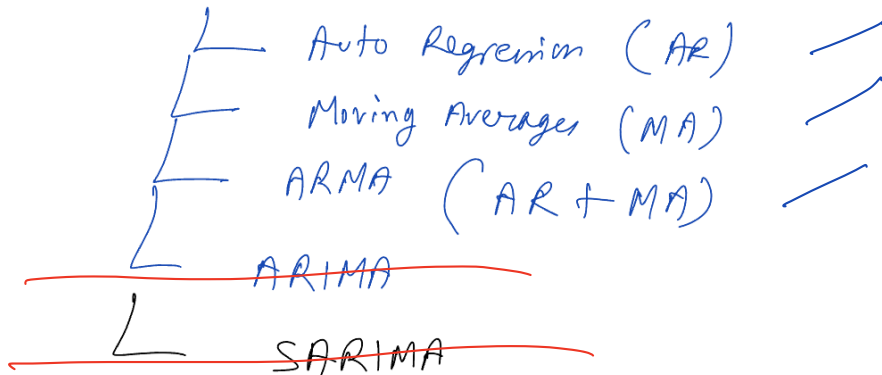 Auto Regression (AR)
Moving Averages (MA)
ARMA (AR + MA)
ARIMA
SARIMA